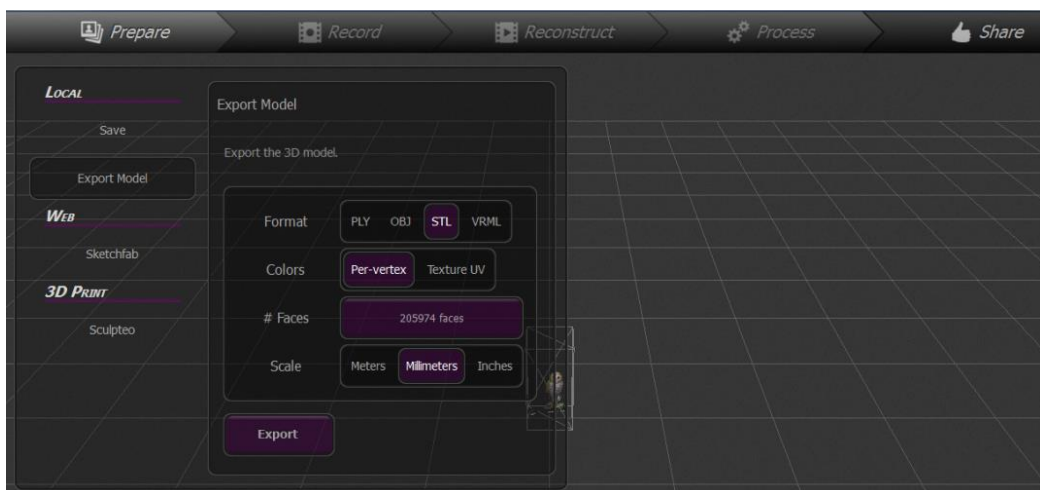 Prepare Record Reconstruct Process Share
LOCAL
Save
Export Model
WEB
Sketchfab
3D PRINT
Sculpteo
Export Model
Export the 3D model.
Format PLY OBJ STL VRML
Colors Per-vertex Texture UV
# Faces 205974 faces
Scale Meters Milimeters Inches
Export